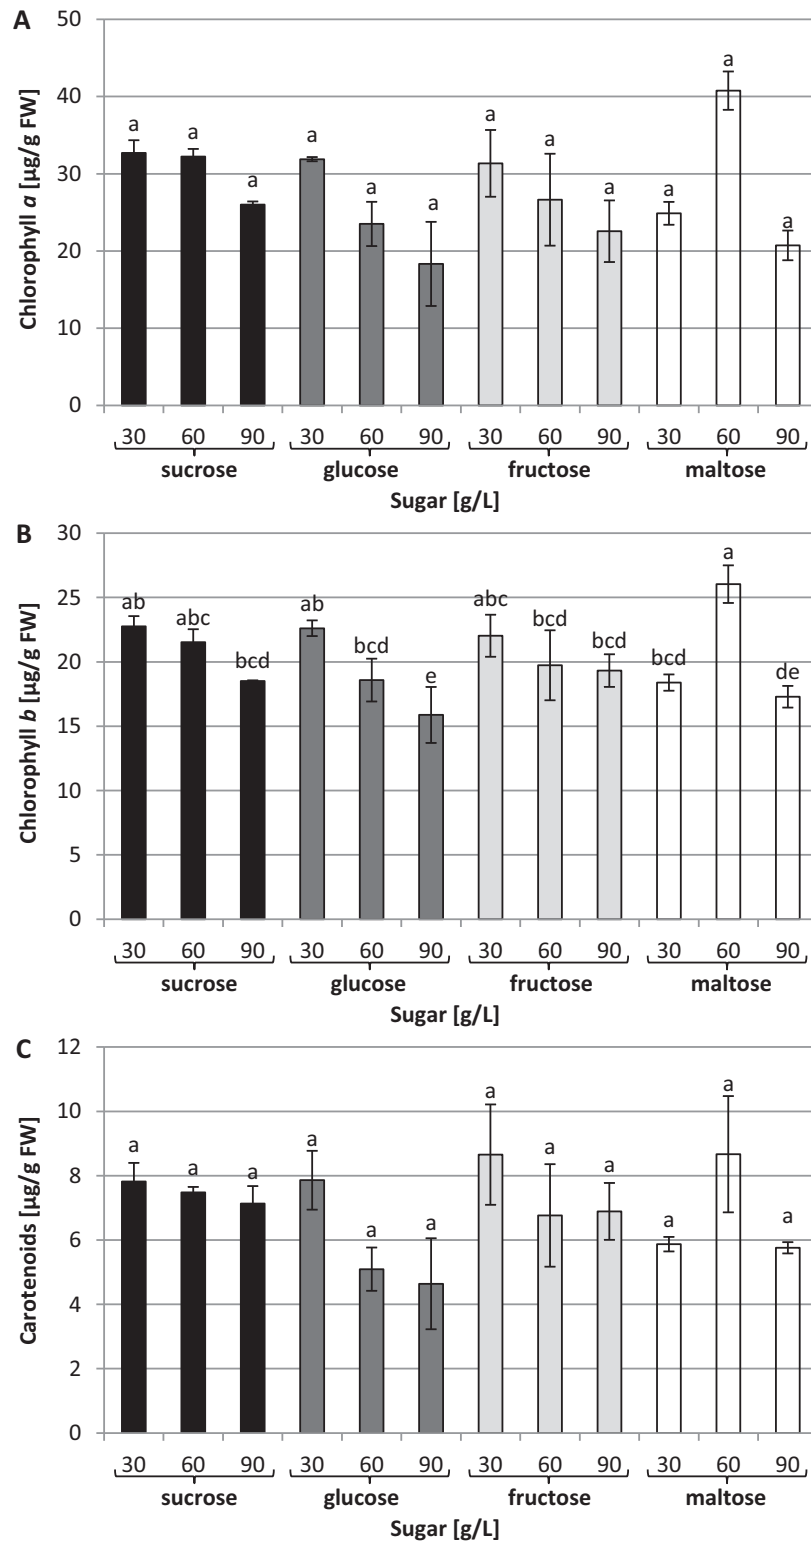 A
50
40
30
20
10
0
Chlorophyll a [µg/g FW]
a a a a a a a a a a a a
30 60 90 30 60 90 30 60 90 30 60 90
sucrose glucose fructose maltose
Sugar [g/L]
B
30
25
20
15
10
5
0
Chlorophyll b [µg/g FW]
ab abc bcd ab bcd e abc bcd bcd bcd a de
30 60 90 30 60 90 30 60 90 30 60 90
sucrose glucose fructose maltose
Sugar [g/L]
C
12
10
8
6
4
2
0
Carotenoids [µg/g FW]
a a a a a a a a a a a a
30 60 90 30 60 90 30 60 90 30 60 90
sucrose glucose fructose maltose
Sugar [g/L]